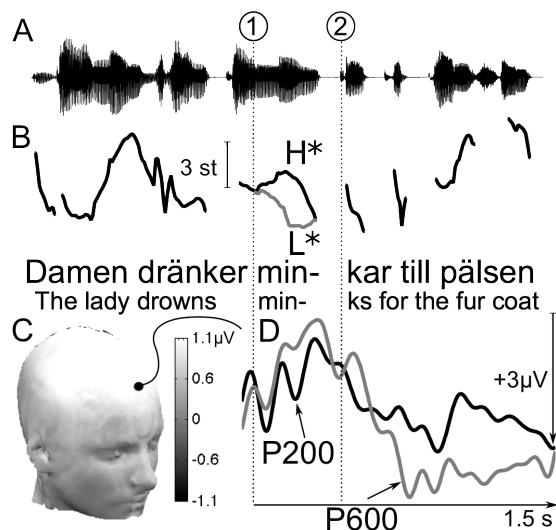 1 2
A
B
3 st
H*
L*
Damen dränker min- kar till pälsen
The lady drowns min- ks for the fur coat
C
1.1µV
0.6
0
-0.6
-1.1
D
+3µV
P200
P600
1.5 s